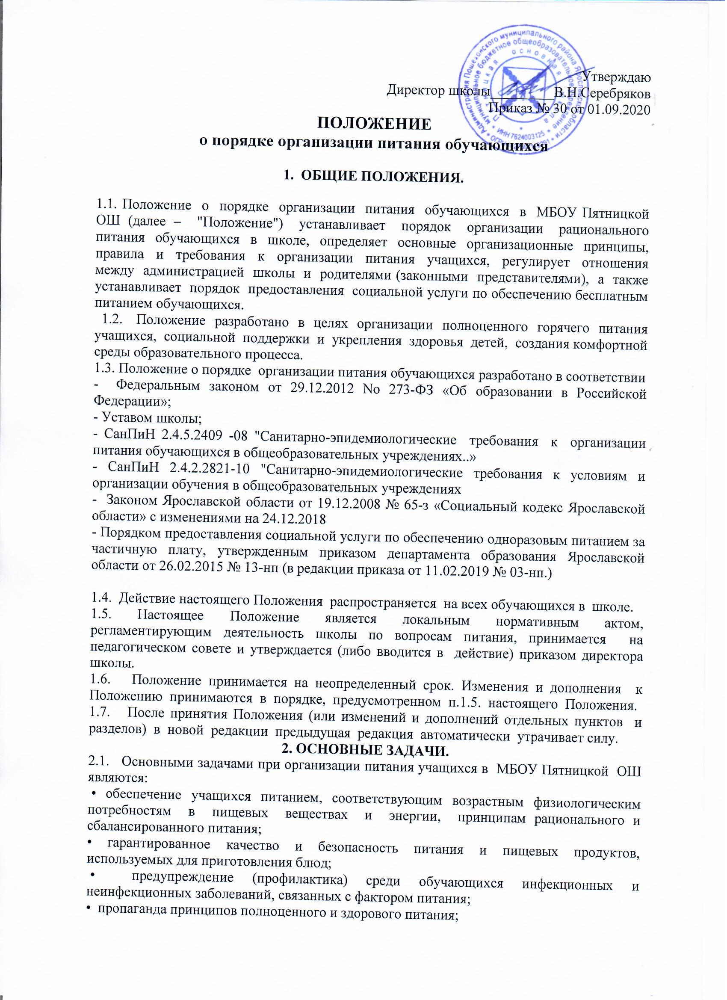 Утверждаю
Директор школы_________В.Н.Серебряков
Приказ № 30 от 01.09.2020
Администрация Пошехонского муниципального района Ярославской области
муниципальное бюджетное общеобразовательное учреждение
Пятницкая основная школа
ИНН 7624003125
ПОЛОЖЕНИЕ
о порядке организации питания обучающихся
1. ОБЩИЕ ПОЛОЖЕНИЯ.
1.1. Положение о порядке организации питания обучающихся в МБОУ Пятницкой
ОШ (далее – "Положение") устанавливает порядок организации рационального
питания обучающихся в школе, определяет основные организационные принципы,
правила и требования к организации питания учащихся, регулирует отношения
между администрацией школы и родителями (законными представителями), а также
устанавливает порядок предоставления социальной услуги по обеспечению бесплатным
питанием обучающихся.
1.2. Положение разработано в целях организации полноценного горячего питания
учащихся, социальной поддержки и укрепления здоровья детей, создания комфортной
среды образовательного процесса.
1.3. Положение о порядке организации питания обучающихся разработано в соответствии
- Федеральным законом от 29.12.2012 No 273-ФЗ «Об образовании в Российской
Федерации»;
- Уставом школы;
- СанПиН 2.4.5.2409 -08 "Санитарно-эпидемиологические требования к организации
питания обучающихся в общеобразовательных учреждениях..»
- СанПиН 2.4.2.2821-10 "Санитарно-эпидемиологические требования к условиям и
организации обучения в общеобразовательных учреждениях
- Законом Ярославской области от 19.12.2008 № 65-з «Социальный кодекс Ярославской
области» с изменениями на 24.12.2018
- Порядком предоставления социальной услуги по обеспечению одноразовым питанием за
частичную плату, утвержденным приказом департамента образования Ярославской
области от 26.02.2015 № 13-нп (в редакции приказа от 11.02.2019 № 03-нп.)
1.4. Действие настоящего Положения распространяется на всех обучающихся в школе.
1.5. Настоящее Положение является локальным нормативным актом,
регламентирующим деятельность школы по вопросам питания, принимается на
педагогическом совете и утверждается (либо вводится в действие) приказом директора
школы.
1.6. Положение принимается на неопределенный срок. Изменения и дополнения к
Положению принимаются в порядке, предусмотренном п.1.5. настоящего Положения.
1.7. После принятия Положения (или изменений и дополнений отдельных пунктов и
разделов) в новой редакции предыдущая редакция автоматически утрачивает силу.
2. ОСНОВНЫЕ ЗАДАЧИ.
2.1. Основными задачами при организации питания учащихся в МБОУ Пятницкой ОШ
являются:
• обеспечение учащихся питанием, соответствующим возрастным физиологическим
потребностям в пищевых веществах и энергии, принципам рационального и
сбалансированного питания;
• гарантированное качество и безопасность питания и пищевых продуктов,
используемых для приготовления блюд;
• предупреждение (профилактика) среди обучающихся инфекционных и
неинфекционных заболеваний, связанных с фактором питания;
• пропаганда принципов полноценного и здорового питания;